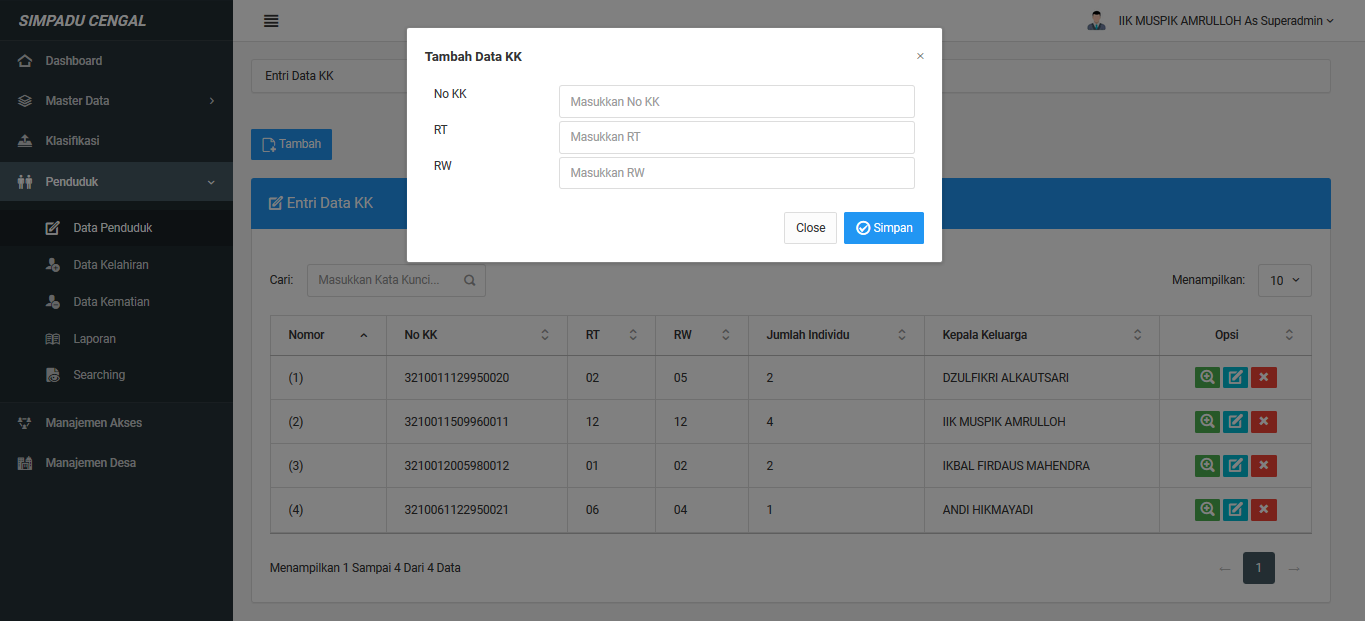 SIMPADU CENGAL
IIK MUSPIK AMRULLOH As Superadmin
Dashboard
Master Data
Klasifikasi
Penduduk
Data Penduduk
Data Kelahiran
Data Kematian
Laporan
Searching
Manajemen Akses
Manajemen Desa
Entri Data KK
Tambah
Entri Data KK
Tambah Data KK ×
No KK Masukkan No KK
RT Masukkan RT
RW Masukkan RW
Close Simpan
Cari: Masukkan Kata Kunci... Menampilkan: 10
Nomor No KK RT RW Jumlah Individu Kepala Keluarga Opsi
(1) 3210011129950020 02 05 2 DZULFIKRI ALKAUTSARI
(2) 3210011509960011 12 12 4 IIK MUSPIK AMRULLOH
(3) 3210012005980012 01 02 2 IKBAL FIRDAUS MAHENDRA
(4) 3210061122950021 06 04 1 ANDI HIKMAYADI
Menampilkan 1 Sampai 4 Dari 4 Data ← 1 →